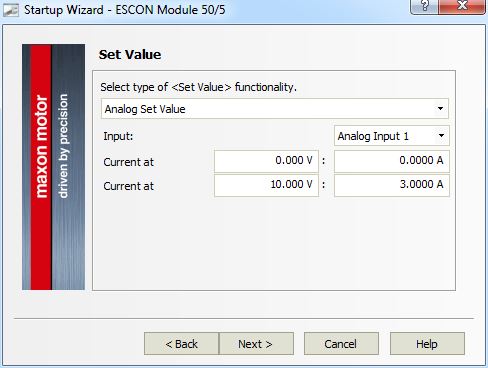 Startup Wizard - ESCON Module 50/5
?
maxon motor
driven by precision
Set Value
Select type of <Set Value> functionality.
Analog Set Value
Input: Analog Input 1
Current at 0.000 V : 0.0000 A
Current at 10.000 V : 3.0000 A
< Back Next > Cancel Help